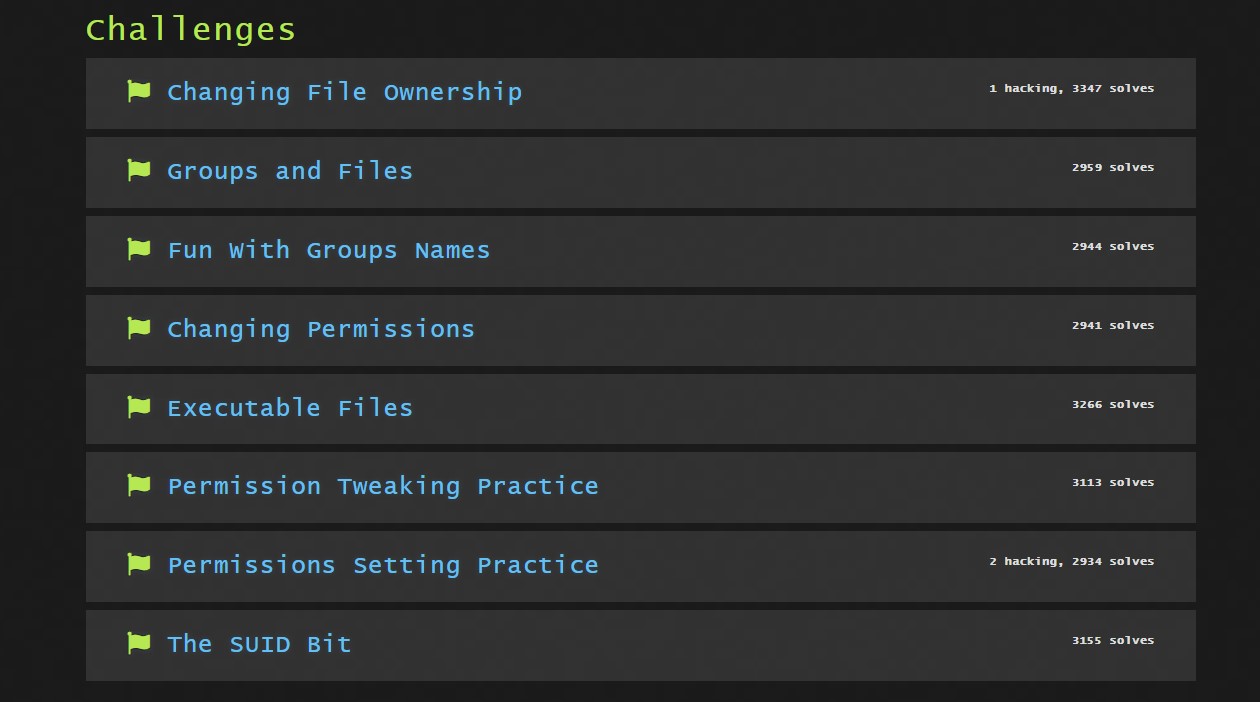 Challenges
Changing File Ownership 1 hacking, 3347 solves
Groups and Files 2959 solves
Fun With Groups Names 2944 solves
Changing Permissions 2941 solves
Executable Files 3266 solves
Permission Tweaking Practice 3113 solves
Permissions Setting Practice 2 hacking, 2934 solves
The SUID Bit 3155 solves